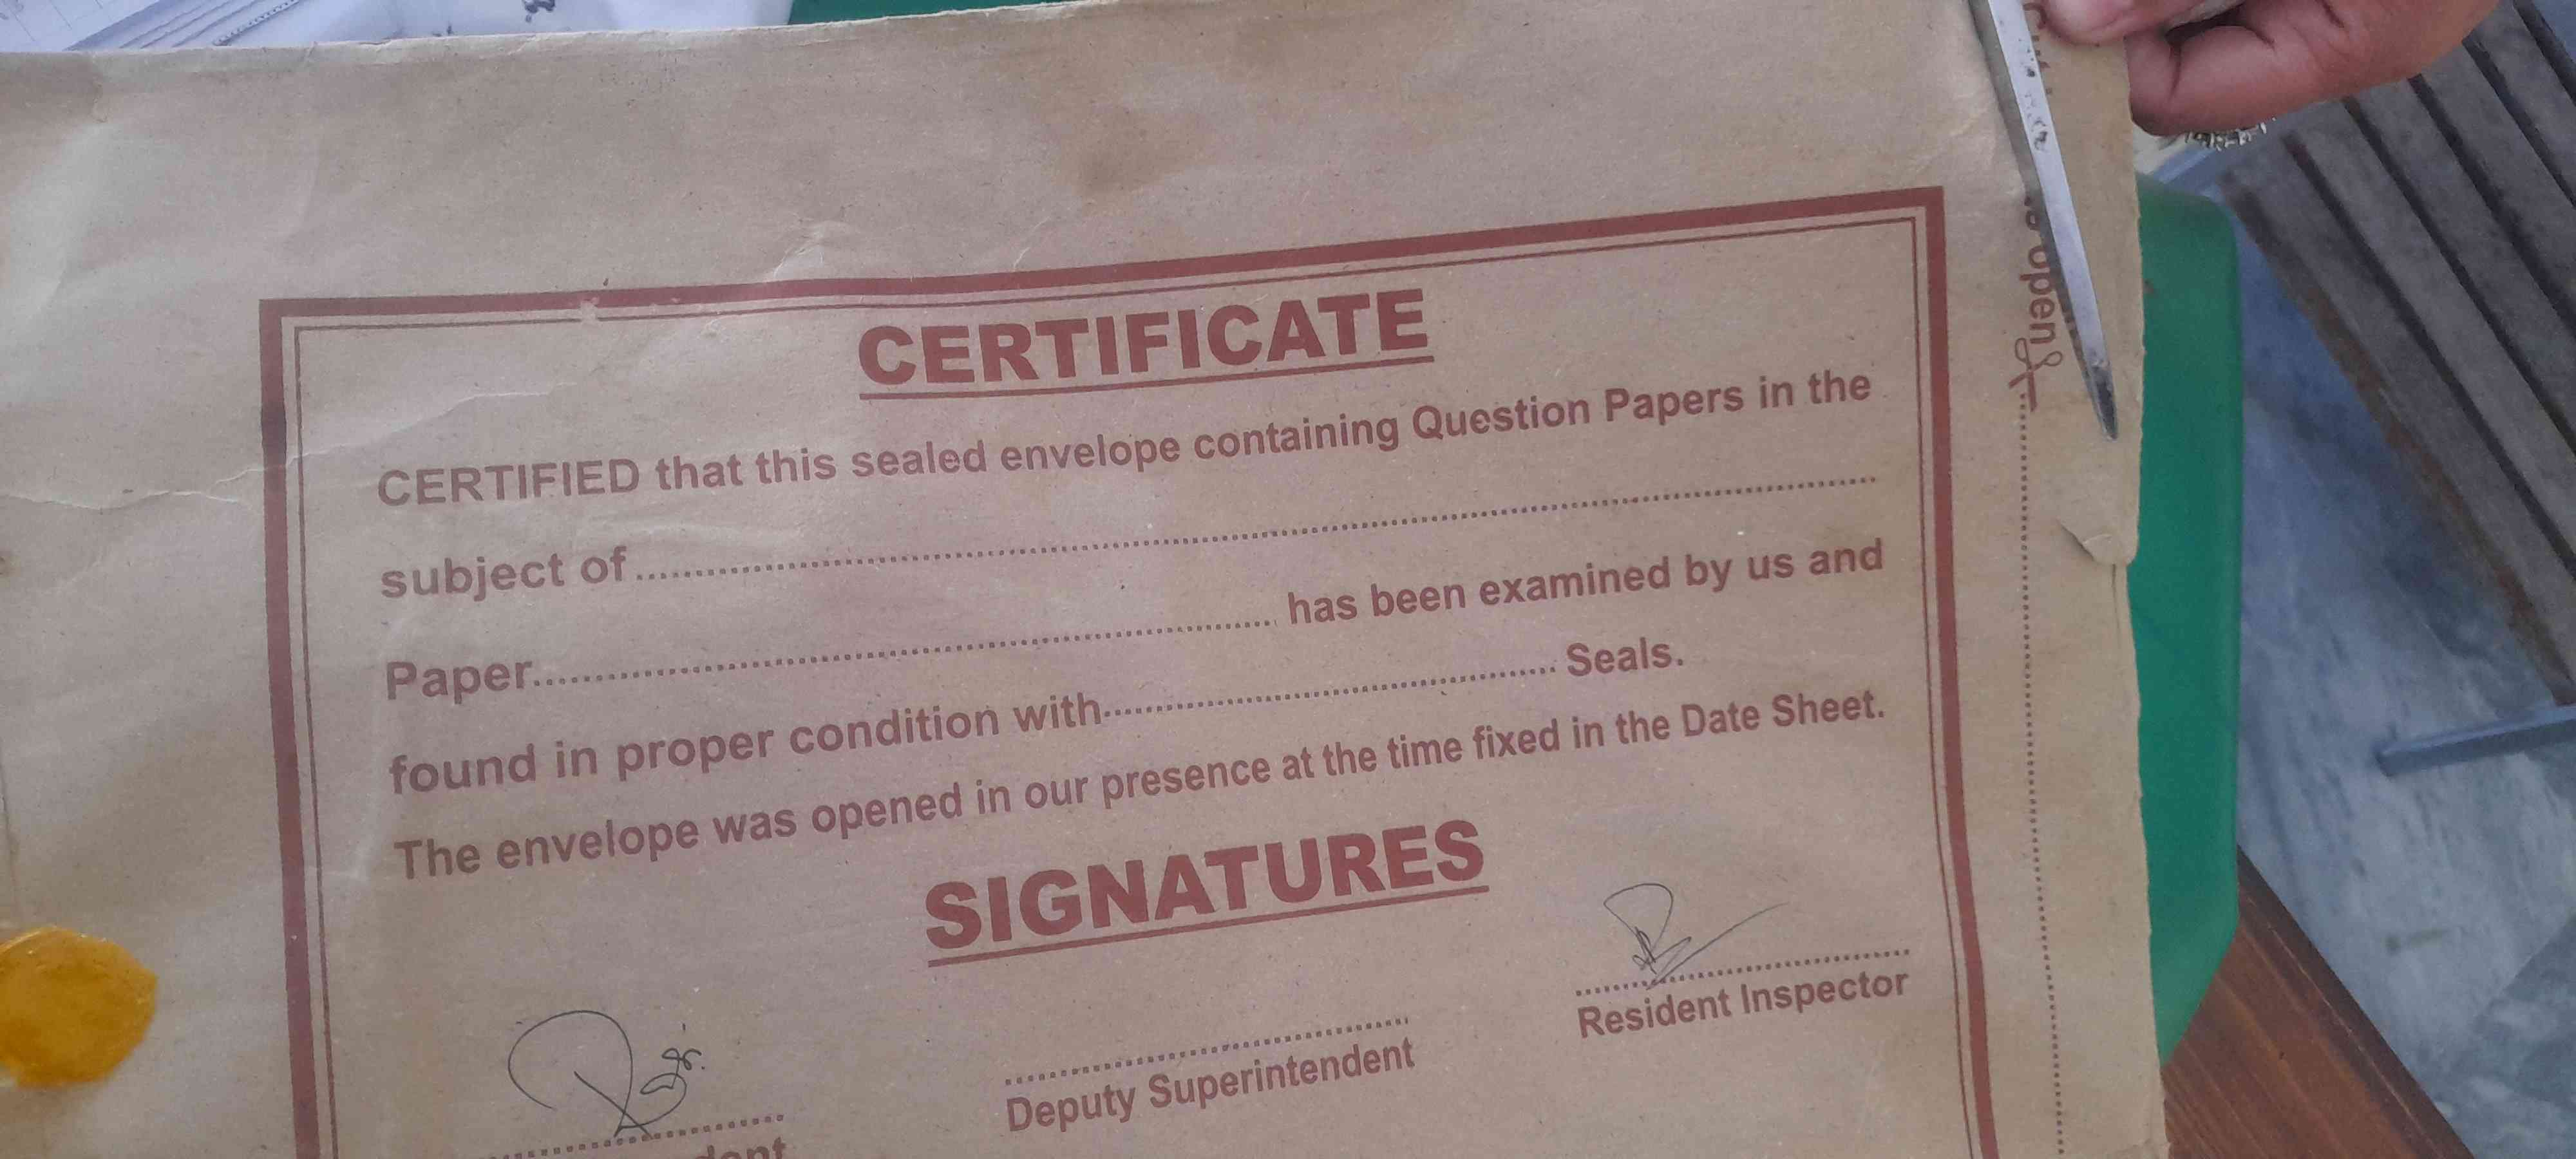 CERTIFICATE
CERTIFIED that this sealed envelope containing Question Papers in the
subject of
Paper has been examined by us and
found in proper condition with Seals.
The envelope was opened in our presence at the time fixed in the Date Sheet.
SIGNATURES
Resident Inspector
Deputy Superintendent
open